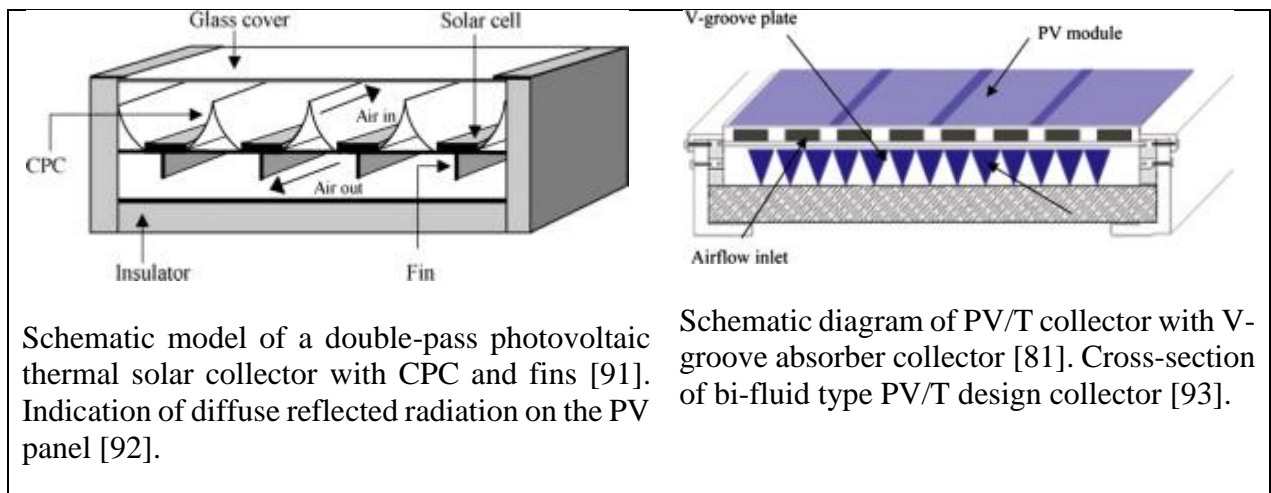 Glass cover
Solar cell
Air in
CPC
Air out
Insulator
Fin
V-groove plate
PV module
Airflow inlet
Schematic model of a double-pass photovoltaic
thermal solar collector with CPC and fins [91].
Indication of diffuse reflected radiation on the PV
panel [92].
Schematic diagram of PV/T collector with V-
groove absorber collector [81]. Cross-section
of bi-fluid type PV/T design collector [93].